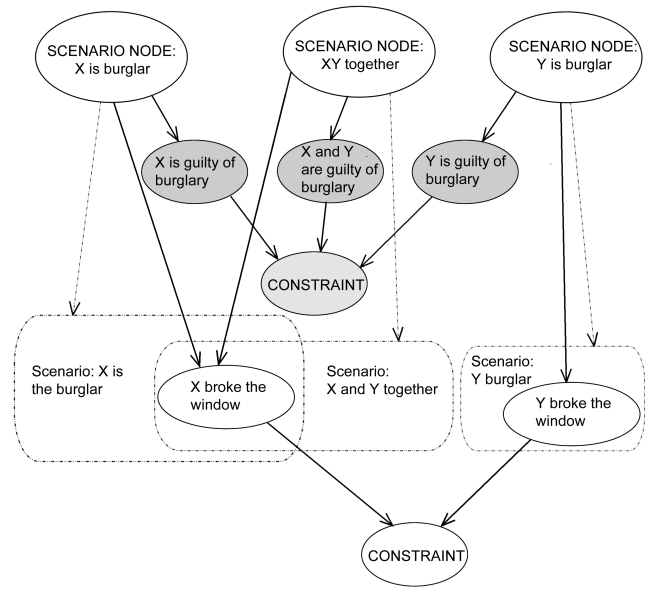 SCENARIO NODE:
X is burglar
SCENARIO NODE:
XY together
SCENARIO NODE:
Y is burglar
X is guilty of
burglary
X and Y
are guilty of
burglary
Y is guilty of
burglary
CONSTRAINT
Scenario: X is
the burglar
X broke the
window
Scenario:
X and Y together
Scenario:
Y burglar
Y broke the
window
CONSTRAINT